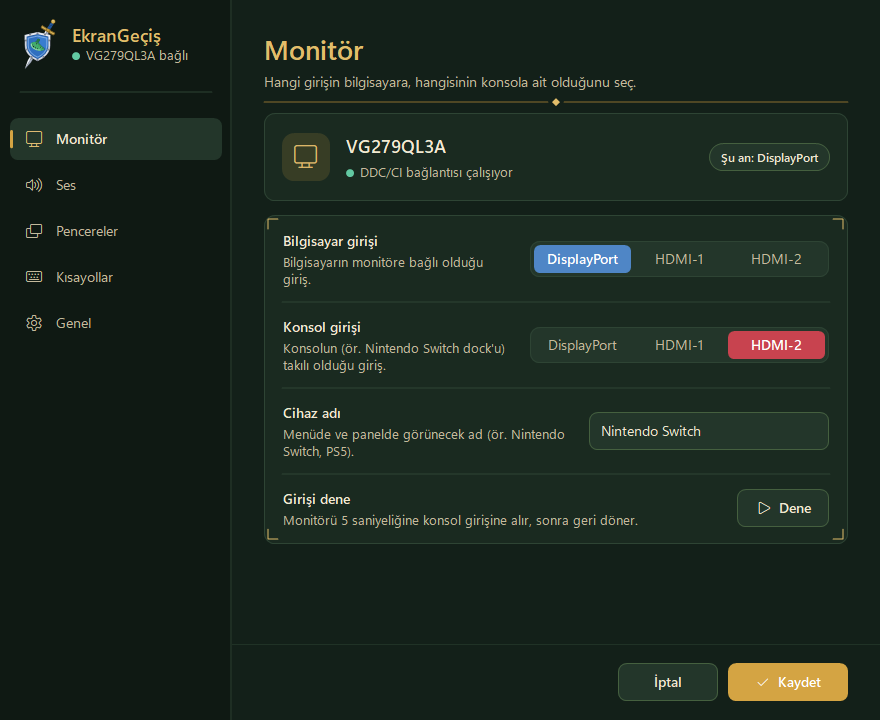 EkranGeçiş
VG279QL3A bağlı
Monitör
Ses
Pencereler
Kısayollar
Genel
Monitör
Hangi girişin bilgisayara, hangisinin konsola ait olduğunu seç.
VG279QL3A
DDC/CI bağlantısı çalışıyor
Şu an: DisplayPort
Bilgisayar girişi
Bilgisayarın monitöre bağlı olduğu
giriş.
DisplayPort HDMI-1 HDMI-2
Konsol girişi
Konsolun (ör. Nintendo Switch dock'u)
takılı olduğu giriş.
DisplayPort HDMI-1 HDMI-2
Cihaz adı
Menüde ve panelde görünecek ad (ör. Nintendo
Switch, PS5).
Nintendo Switch
Girişi dene
Monitörü 5 saniyeliğine konsol girişine alır, sonra geri döner.
Dene
İptal
Kaydet